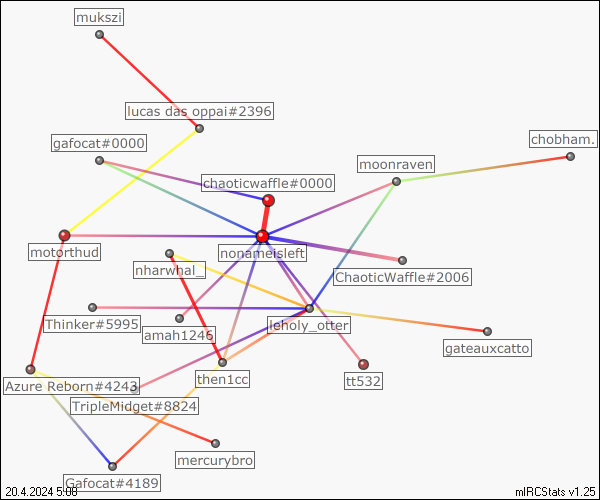 mukszi
lucas das oppai#2396
gafocat#0000
chobham.
moonraven
chaoticwaffle#0000
motorthud
nonameisleft
nharwhal_
ChaoticWaffle#2006
Thinker#5995
leholy_otter
amah1246
gateauxcatto
then1cc
tt532
Azure Reborn#4243
TripleMidget#8824
mercurybro
Gafocat#4189
20.4.2024 5:08
mIRCStats v1.25